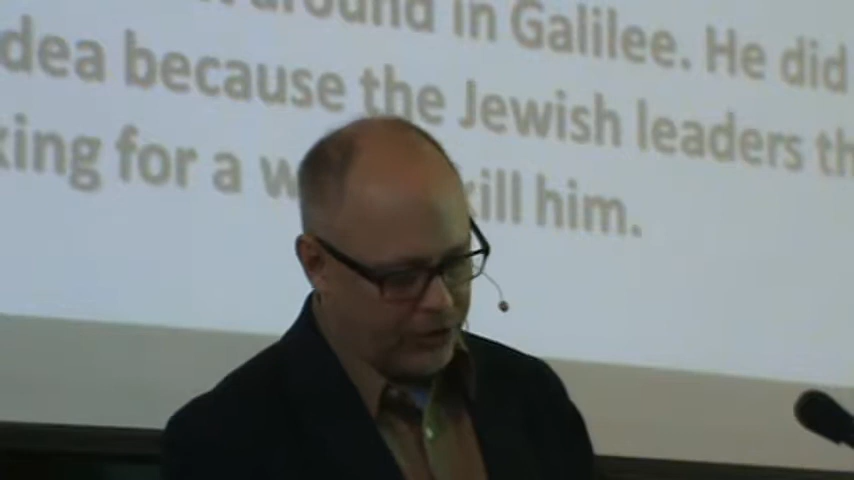 around in Galilee. He did
dea because the Jewish leaders th
king for a w kill him.